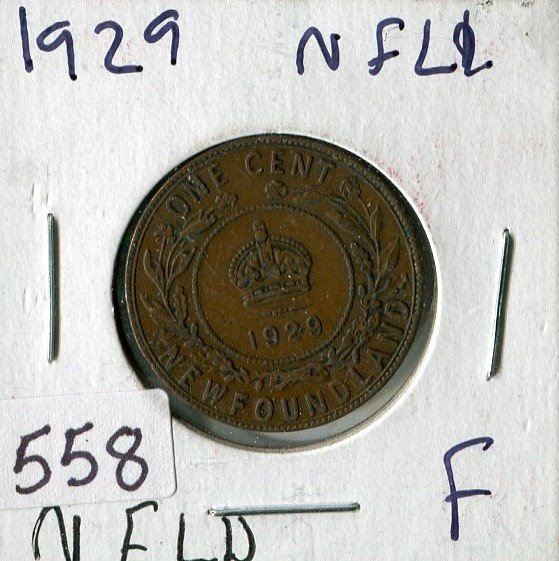 1929 NFLD
ONE CENT
1929
NEWFOUNDLAND
558
F
NFLD